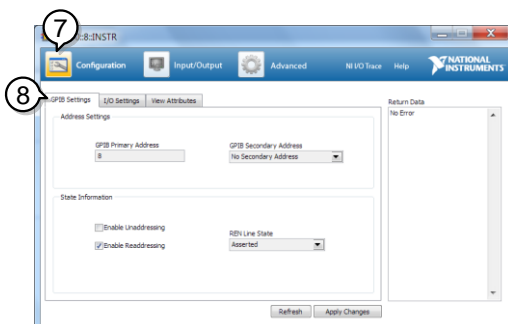 7
::8::INSTR
Configuration
Input/Output
Advanced
NI I/O Trace
Help
NATIONAL
INSTRUMENTS
8
GPIB Settings
I/O Settings
View Attributes
Return Data
No Error
Address Settings
GPIB Primary Address
8
GPIB Secondary Address
No Secondary Address
State Information
Enable Unaddressing
Enable Readdressing
REN Line State
Asserted
Refresh
Apply Changes